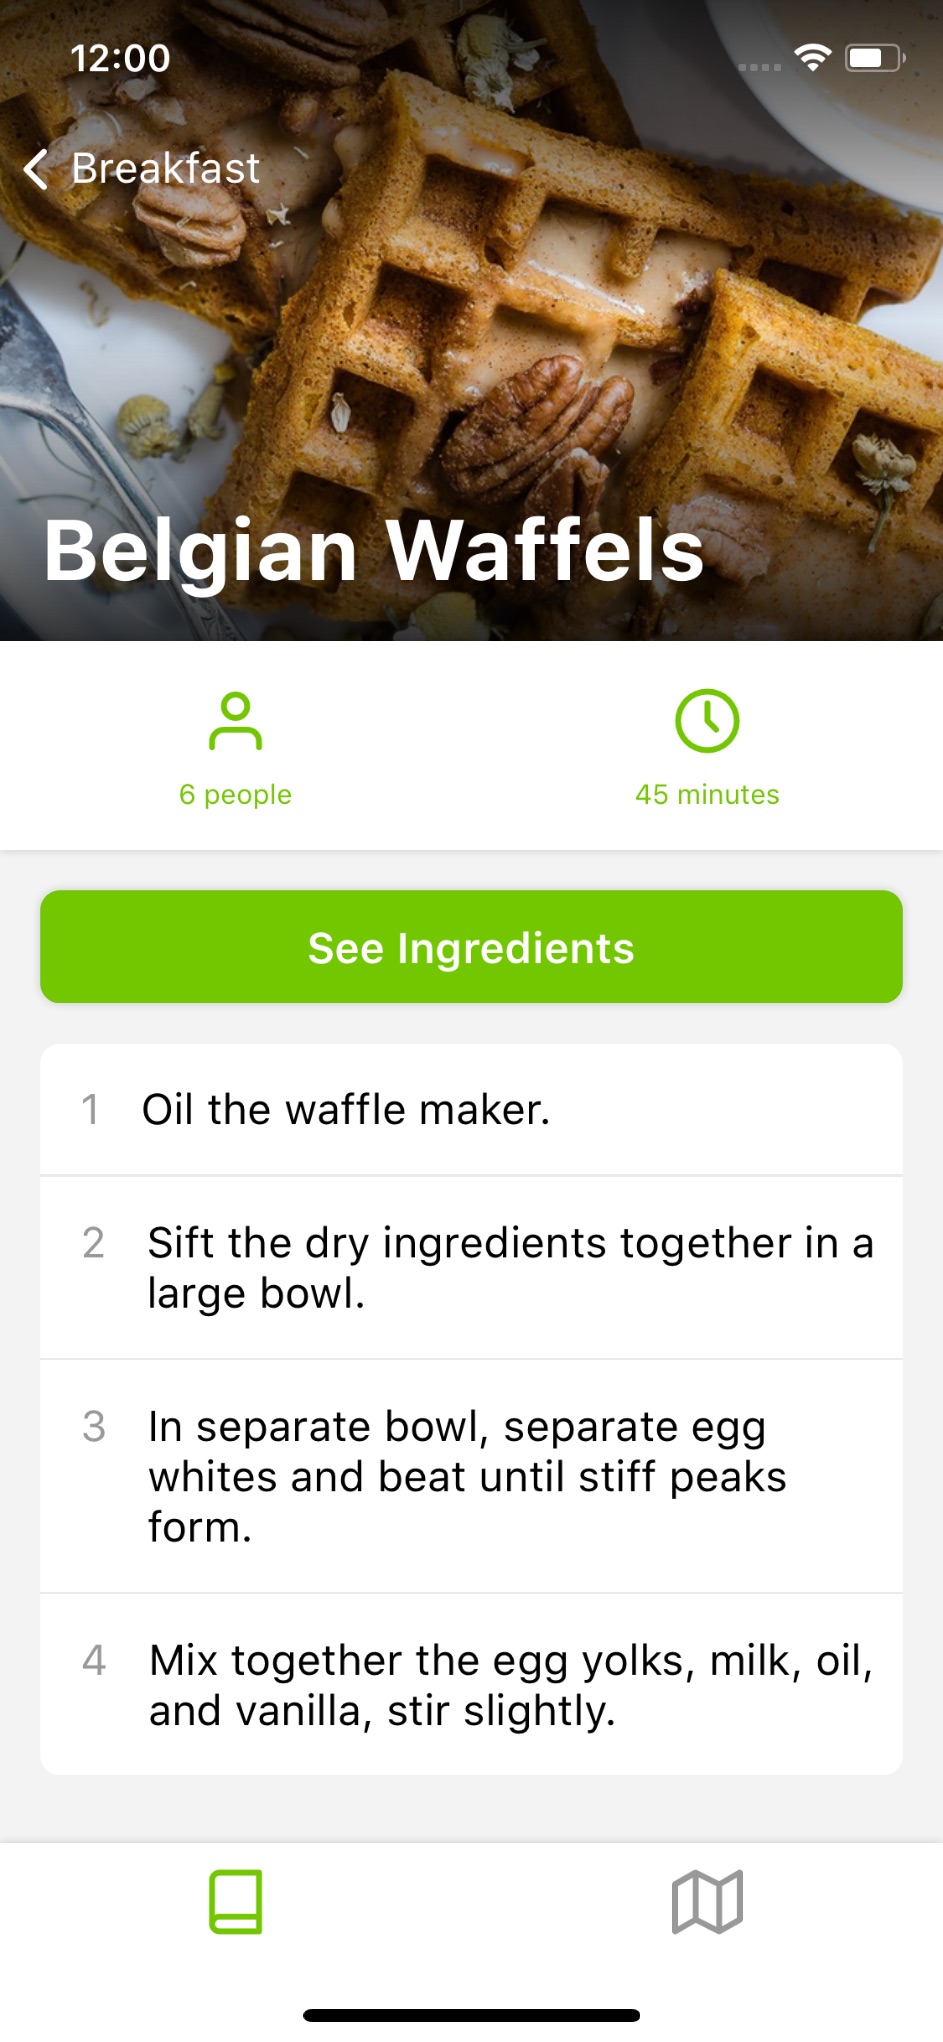 12:00
Breakfast
Belgian Waffels
6 people
45 minutes
See Ingredients
1 Oil the waffle maker.
2 Sift the dry ingredients together in a
large bowl.
3 In separate bowl, separate egg
whites and beat until stiff peaks
form.
4 Mix together the egg yolks, milk, oil,
and vanilla, stir slightly.